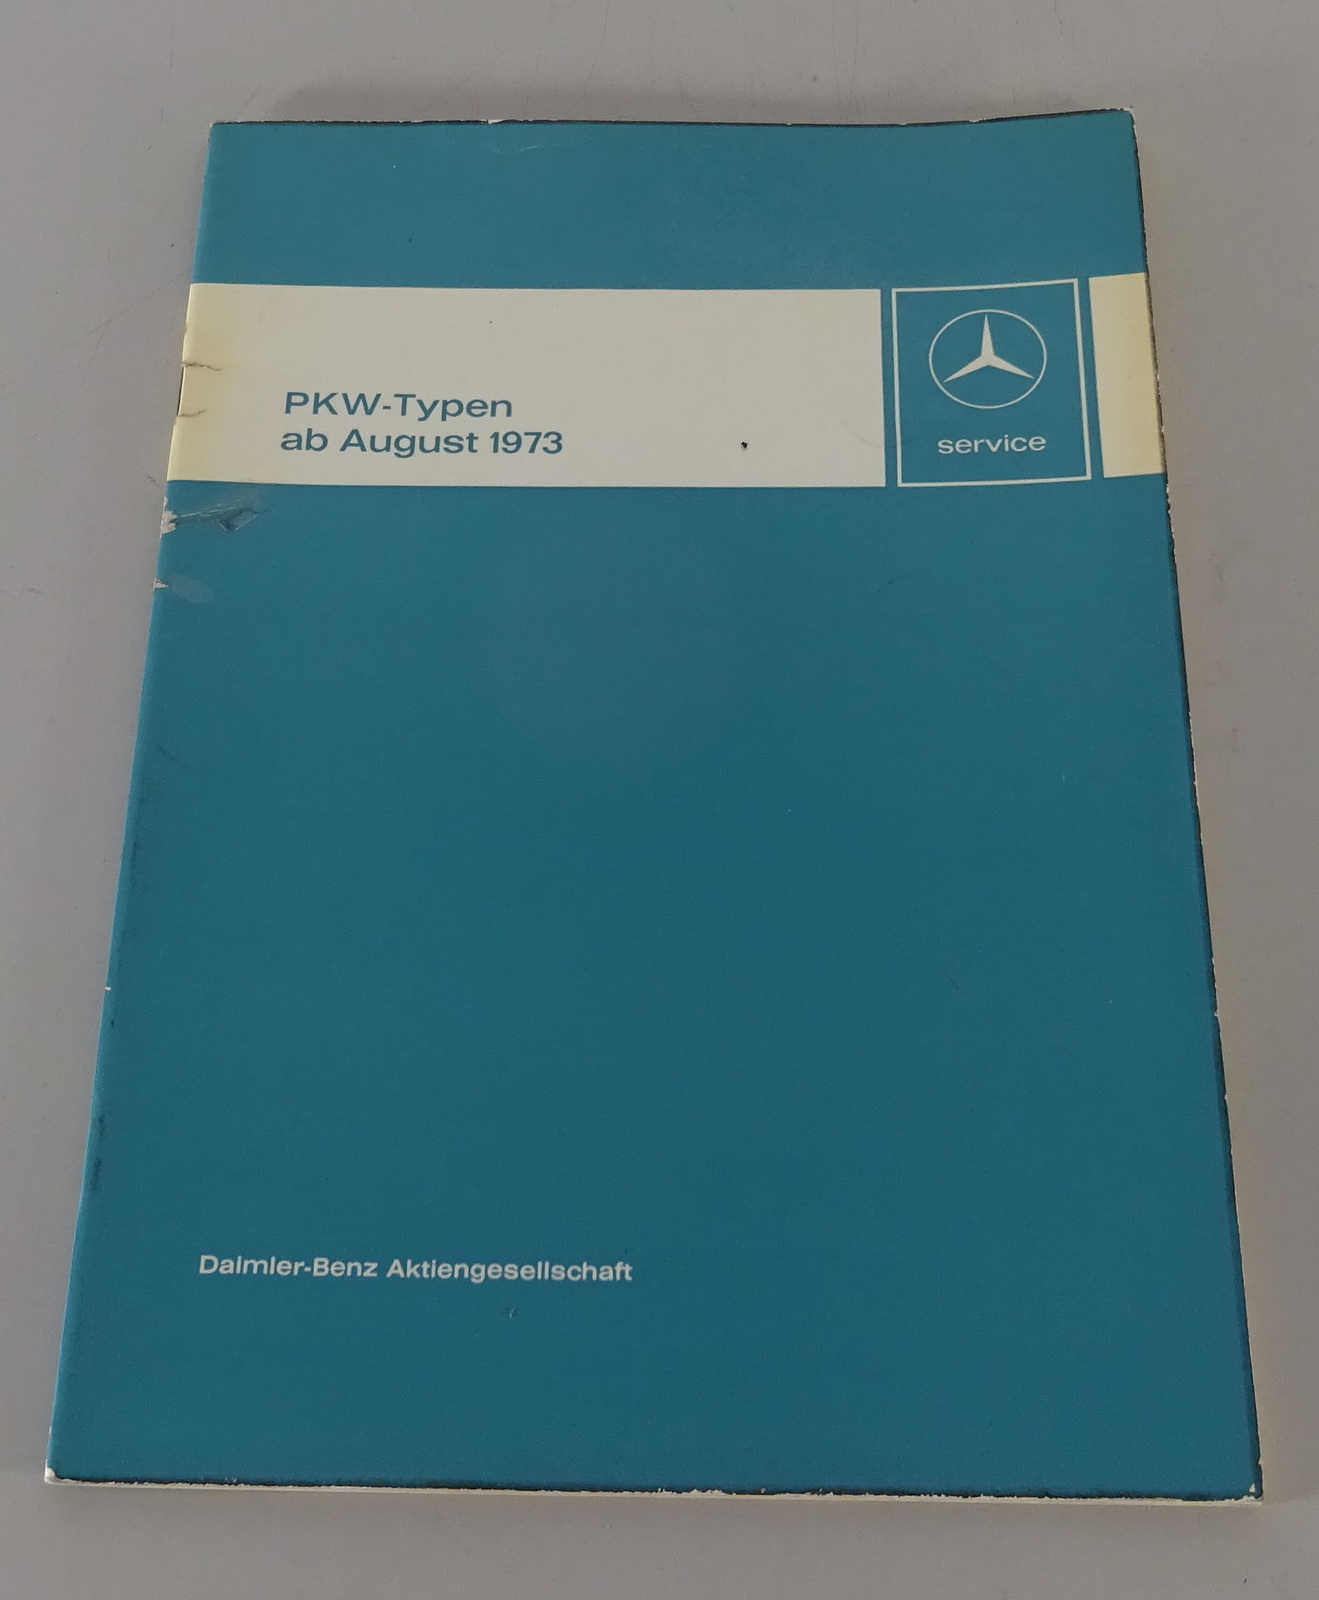 PKW-Typen
ab August 1973
service
Daimler-Benz Aktiengesellschaft